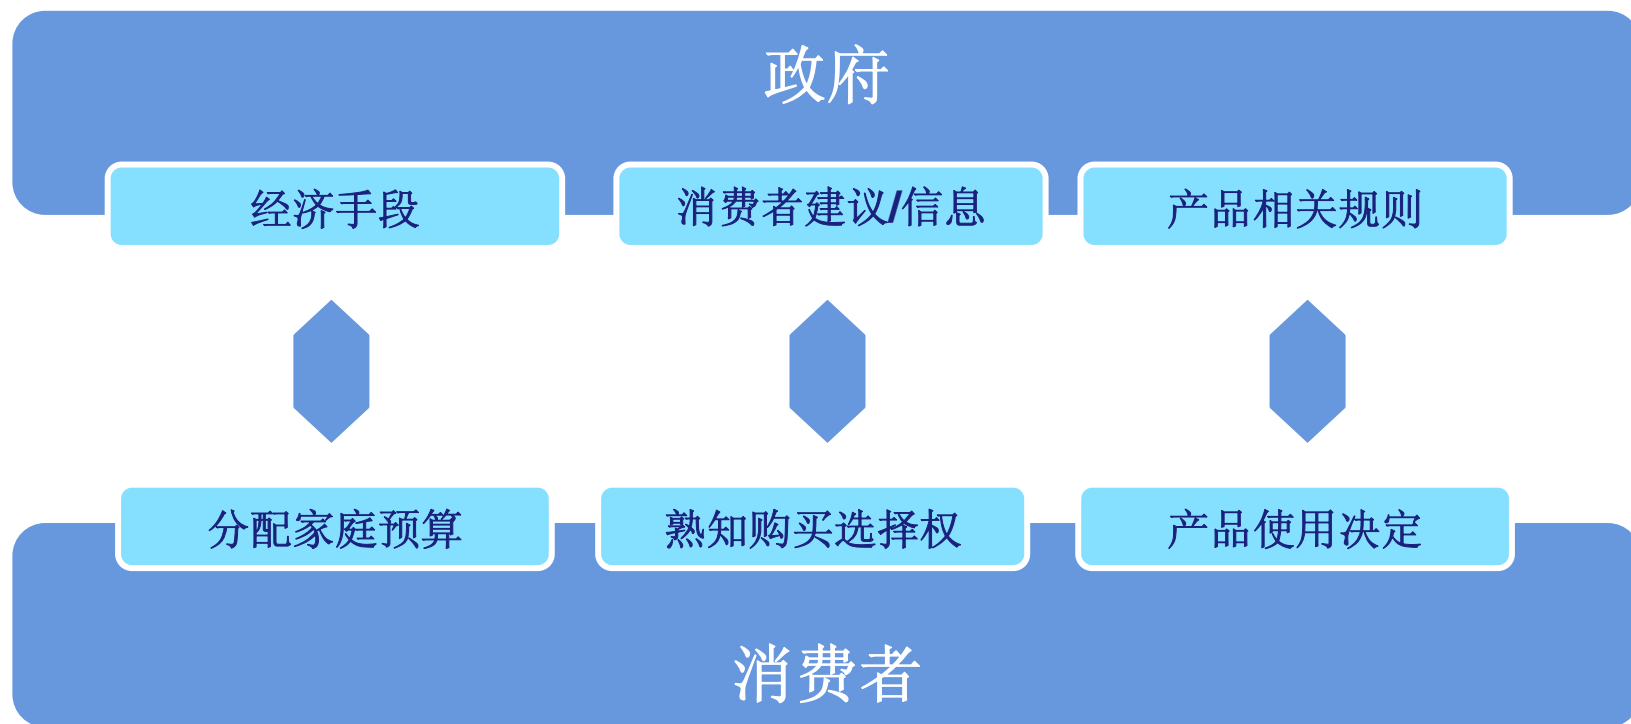 政府
经济手段
消费者建议/信息
产品相关规则
分配家庭预算
熟知购买选择权
产品使用决定
消费者